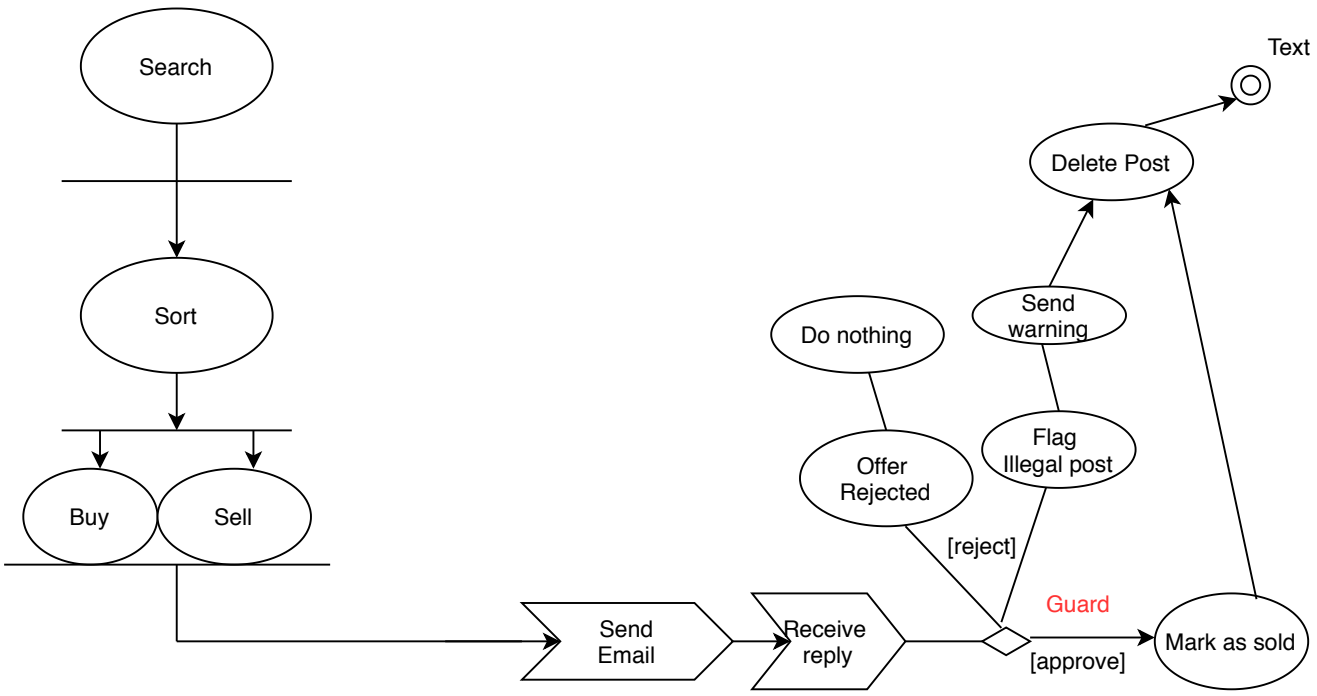 Text
Search
Delete Post
Sort
Send
warning
Do nothing
Flag
Illegal post
Offer
Rejected
Buy
Sell
[reject]
Guard
Send
Email
Receive
reply
[approve]
Mark as sold